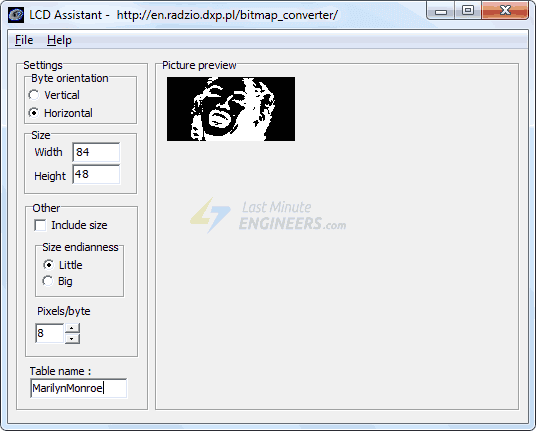 LCD Assistant - http://en.radzio.dxp.pl/bitmap_converter/
File Help
Settings
Byte orientation
Vertical
Horizontal
Size
Width 84
Height 48
Other
Include size
Size endianness
Little
Big
Pixels/byte
8
Table name :
MarilynMonroe
Picture preview
Last Minute
ENGINEERS.com